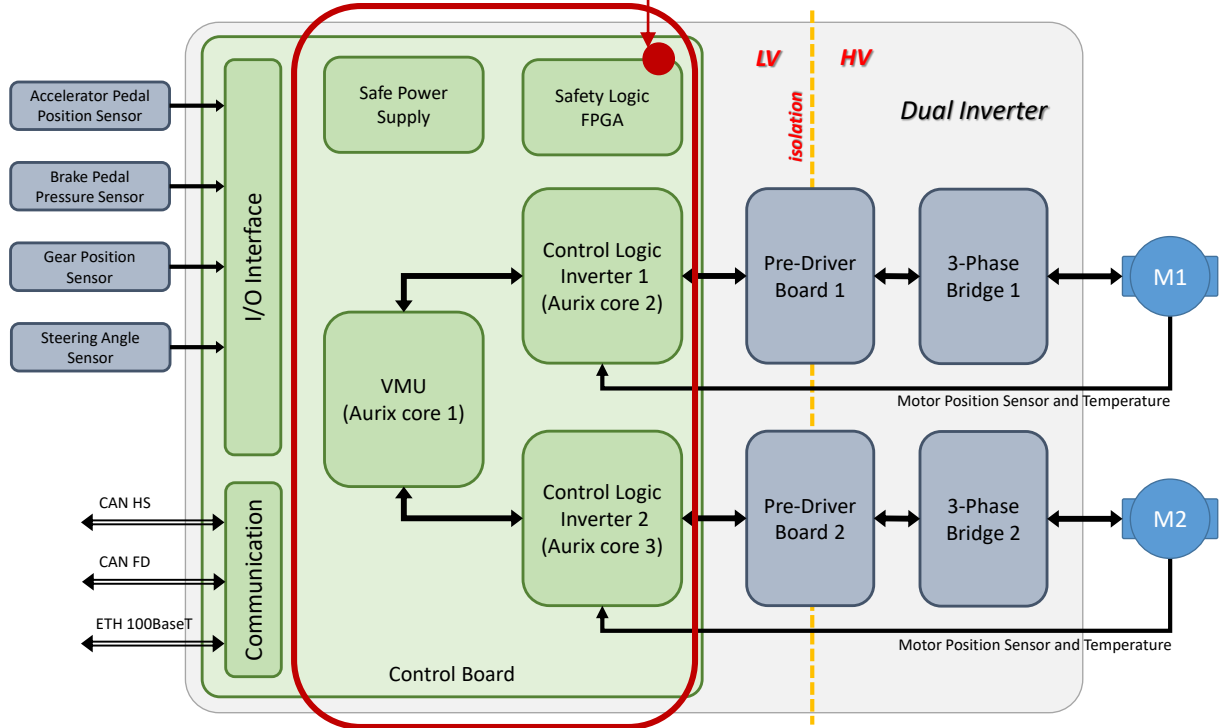 LV
HV
isolation
Dual Inverter
Accelerator Pedal
Position Sensor
Brake Pedal
Pressure Sensor
Gear Position
Sensor
Steering Angle
Sensor
I/O Interface
Safe Power
Supply
Safety Logic
FPGA
Control Logic
Inverter 1
(Aurix core 2)
Pre-Driver
Board 1
3-Phase
Bridge 1
M1
Motor Position Sensor and Temperature
VMU
(Aurix core 1)
Control Logic
Inverter 2
(Aurix core 3)
Pre-Driver
Board 2
3-Phase
Bridge 2
M2
Motor Position Sensor and Temperature
CAN HS
CAN FD
ETH 100BaseT
Communication
Control Board